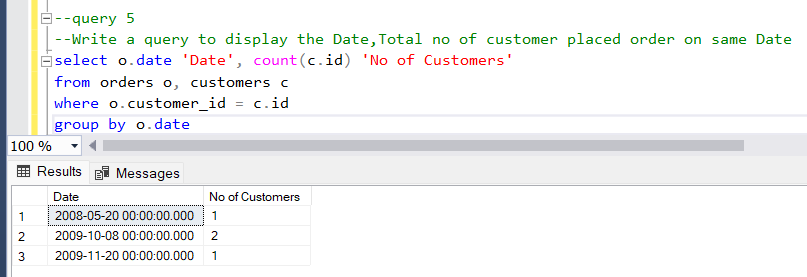 --query 5
--Write a query to display the Date,Total no of customer placed order on same Date
select o.date 'Date', count(c.id) 'No of Customers'
from orders o, customers c
where o.customer_id = c.id
group by o.date
100 %
Results Messages
Date No of Customers
1 2008-05-20 00:00:00.000 1
2 2009-10-08 00:00:00.000 2
3 2009-11-20 00:00:00.000 1